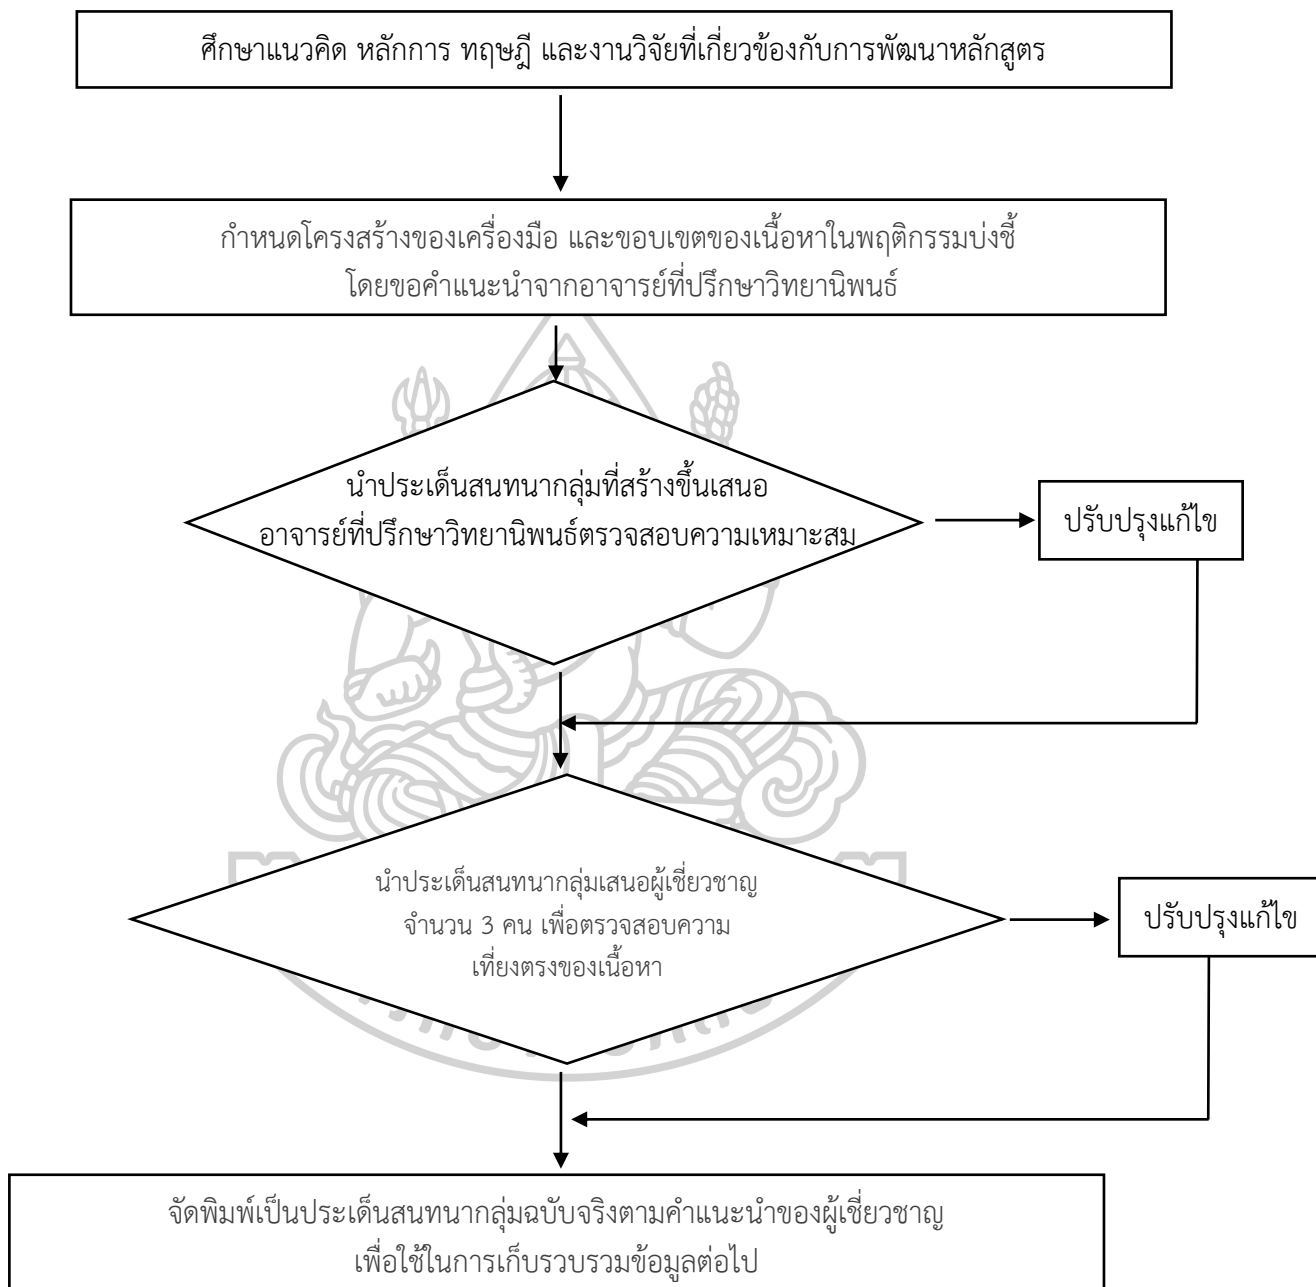 ศึกษาแนวคิด หลักการ ทฤษฎี และงานวิจัยที่เกี่ยวข้องกับการพัฒนาหลักสูตร
กำหนดโครงสร้างของเครื่องมือ และขอบเขตของเนื้อหาในพฤติกรรมบ่งชี้
โดยขอคำแนะนำจากอาจารย์ที่ปรึกษาวิทยานิพนธ์
นำประเด็นสนทนากลุ่มที่สร้างขึ้นเสนอ
อาจารย์ที่ปรึกษาวิทยานิพนธ์ตรวจสอบความเหมาะสม
ปรับปรุงแก้ไข
นำประเด็นสนทนากลุ่มเสนอผู้เชี่ยวชาญ
จำนวน 3 คน เพื่อตรวจสอบความ
เที่ยงตรงของเนื้อหา
ปรับปรุงแก้ไข
จัดพิมพ์เป็นประเด็นสนทนากลุ่มฉบับจริงตามคำแนะนำของผู้เชี่ยวชาญ
เพื่อใช้ในการเก็บรวบรวมข้อมูลต่อไป